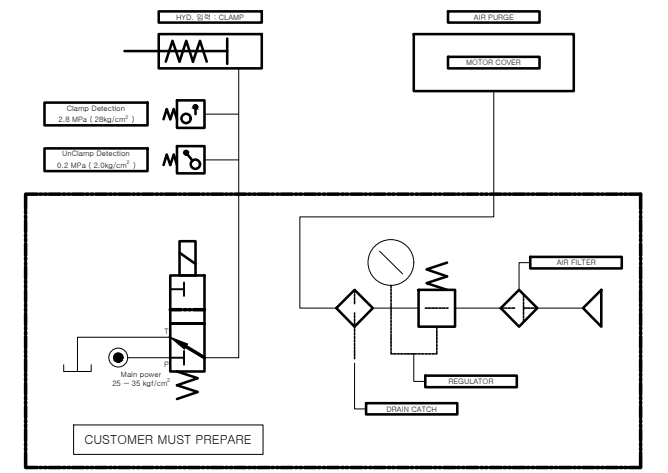 HYD. 입력 : CLAMP
AIR PURGE
MOTOR COVER
Clamp Detection
2.8 MPa ( 28kg/cm² )
UnClamp Detection
0.2 MPa ( 2.0kg/cm² )
AIR FILTER
T
P
Main power
25 ~ 35 kgf/cm²
REGULATOR
DRAIN CATCH
CUSTOMER MUST PREPARE